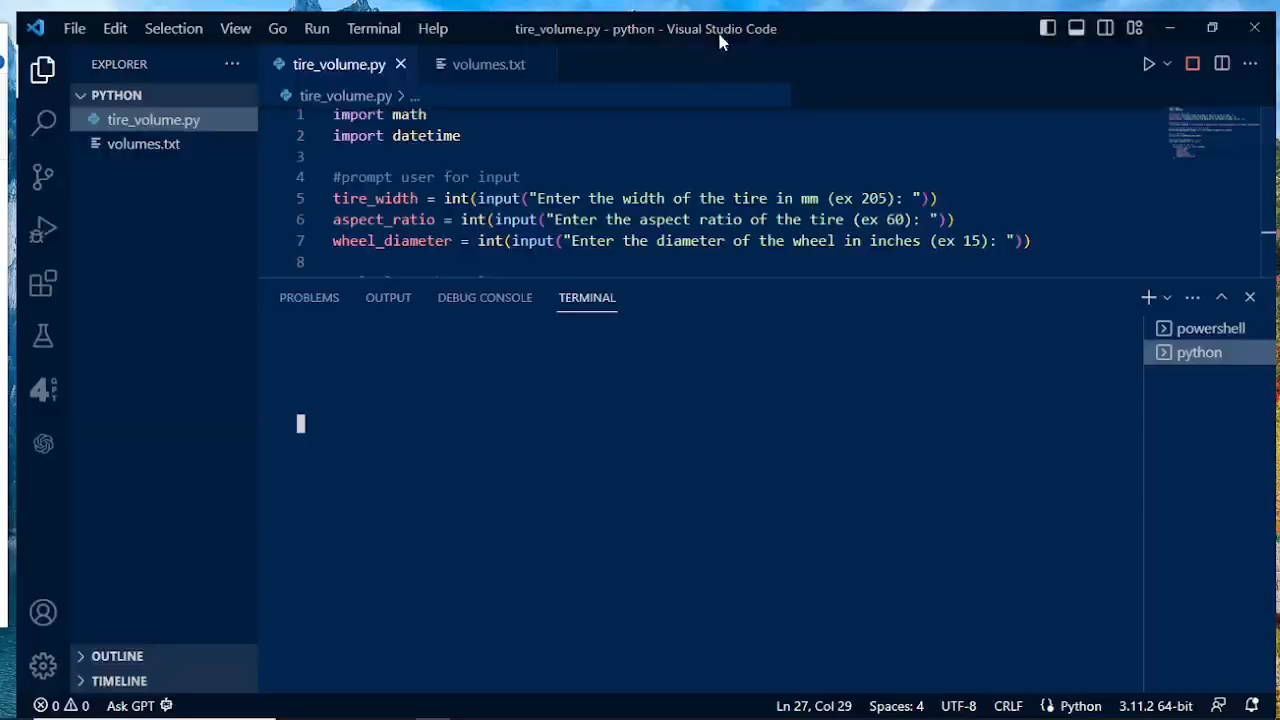 File Edit Selection View Go Run Terminal Help
tire_volume.py - python - Visual Studio Code
EXPLORER
PYTHON
tire_volume.py
volumes.txt
OUTLINE
TIMELINE
tire_volume.py
volumes.txt
tire_volume.py > ...
1 import math
2 import datetime
3
4 #prompt user for input
5 tire_width = int(input("Enter the width of the tire in mm (ex 205): "))
6 aspect_ratio = int(input("Enter the aspect ratio of the tire (ex 60): "))
7 wheel_diameter = int(input("Enter the diameter of the wheel in inches (ex 15): "))
8
PROBLEMS OUTPUT DEBUG CONSOLE TERMINAL
powershell
python
0 0 Ask GPT Ln 27, Col 29 Spaces: 4 UTF-8 CRLF Python 3.11.2 64-bit